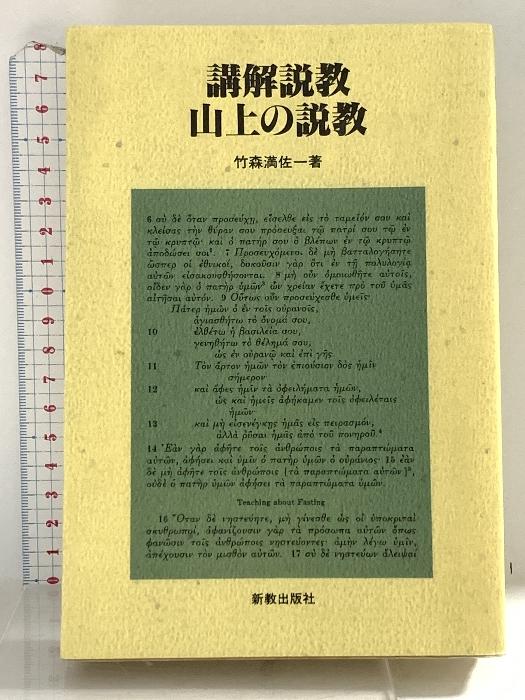 講解説教
山上の説教
竹森満佐一著
6 σὺ δὲ ὅταν προσεύχῃ, εἴσελθε εἰς τὸ ταμεῖόν σου καὶ
κλείσας τὴν θύραν σου πρόσευξαι τῷ πατρί σου τῷ ἐν
τῷ κρυπτῷ· καὶ ὁ πατήρ σου ὁ βλέπων ἐν τῷ κρυπτῷ
ἀποδώσει σοι. 7 Προσευχόμενοι δὲ μὴ βατταλογήσητε
ὥσπερ οἱ ἐθνικοί, δοκοῦσιν γὰρ ὅτι ἐν τῇ πολυλογίᾳ
αὐτῶν εἰσακουσθήσονται. 8 μὴ οὖν ὁμοιωθῆτε αὐτοῖς,
οἶδεν γὰρ ὁ πατὴρ ὑμῶν ὧν χρείαν ἔχετε πρὸ τοῦ ὑμᾶς
αἰτῆσαι αὐτόν. 9 Οὕτως οὖν προσεύχεσθε ὑμεῖς·
Πάτερ ἡμῶν ὁ ἐν τοῖς οὐρανοῖς,
ἁγιασθήτω τὸ ὄνομά σου,
10 ἐλθέτω ἡ βασιλεία σου,
γενηθήτω τὸ θέλημά σου,
ὡς ἐν οὐρανῷ καὶ ἐπὶ γῆς.
11 Τὸν ἄρτον ἡμῶν τὸν ἐπιούσιον δὸς ἡμῖν
σήμερον·
12 καὶ ἄφες ἡμῖν τὰ ὀφειλήματα ἡμῶν,
ὡς καὶ ἡμεῖς ἀφήκαμεν τοῖς ὀφειλέταις
ἡμῶν·
13 καὶ μὴ εἰσενέγκῃς ἡμᾶς εἰς πειρασμόν,
ἀλλὰ ῥῦσαι ἡμᾶς ἀπὸ τοῦ πονηροῦ.⁴
14 Ἐὰν γὰρ ἀφῆτε τοῖς ἀνθρώποις τὰ παραπτώματα
αὐτῶν, ἀφήσει καὶ ὑμῖν ὁ πατὴρ ὑμῶν ὁ οὐράνιος· 15 ἐὰν
δὲ μὴ ἀφῆτε τοῖς ἀνθρώποις [τὰ παραπτώματα αὐτῶν]⁵,
οὐδὲ ὁ πατὴρ ὑμῶν ἀφήσει τὰ παραπτώματα ὑμῶν.
Teaching about Fasting
16 Ὅταν δὲ νηστεύητε, μὴ γίνεσθε ὡς οἱ ὑποκριταὶ
σκυθρωποί, ἀφανίζουσιν γὰρ τὰ πρόσωπα αὐτῶν ὅπως
φανῶσιν τοῖς ἀνθρώποις νηστεύοντες· ἀμὴν λέγω ὑμῖν,
ἀπέχουσιν τὸν μισθὸν αὐτῶν. 17 σὺ δὲ νηστεύων ἄλειψαί
新教出版社
8
7
6
5
4
3
2
1
0